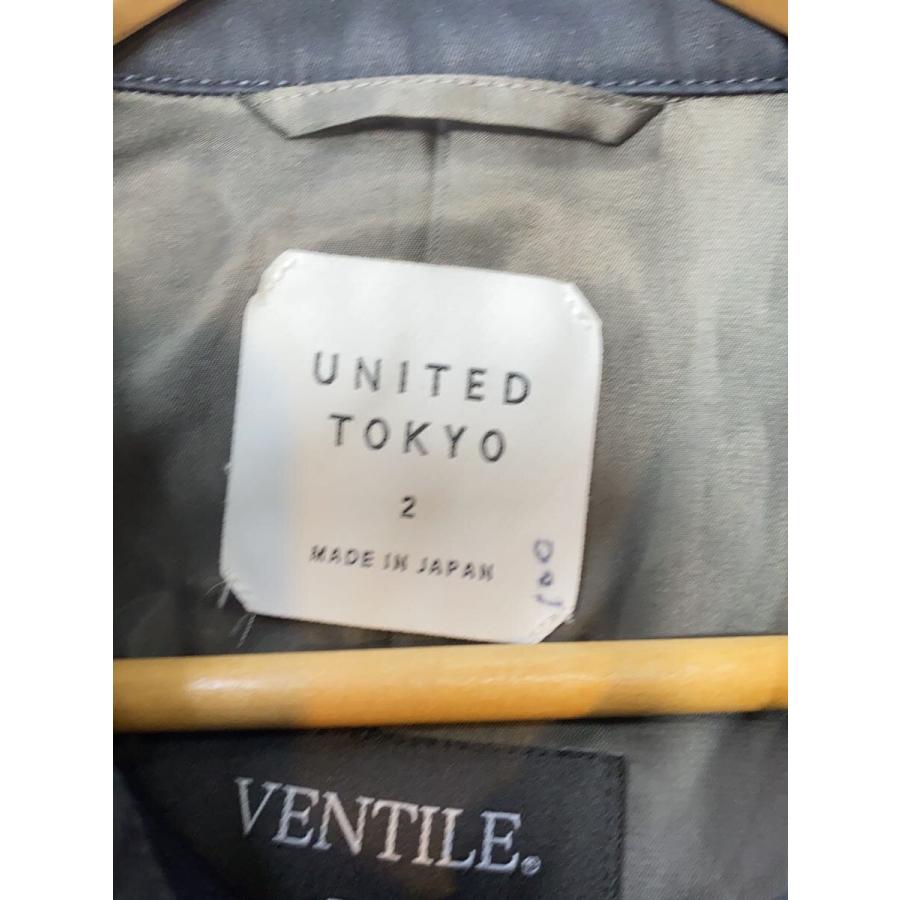 UNITED
TOKYO
2
MADE IN JAPAN
VENTILE®